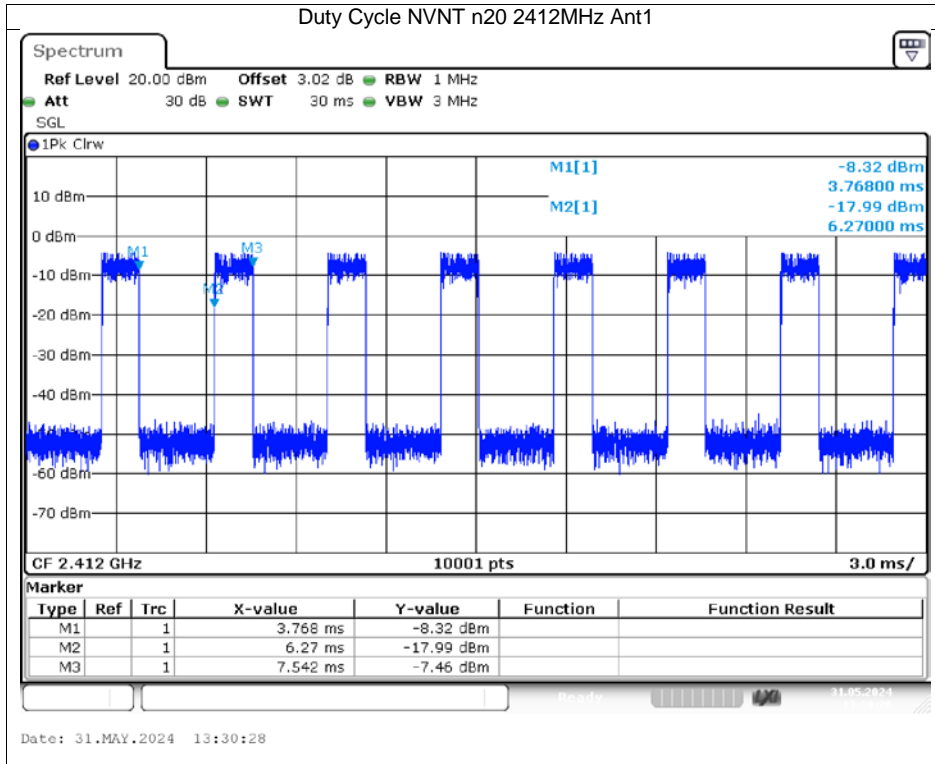 Duty Cycle NVNT n20 2412MHz Ant1
Spectrum
Ref Level 20.00 dBm Offset 3.02 dB RBW 1 MHz
Att 30 dB SWT 30 ms VBW 3 MHz
SGL
1Pk Clrw
M1[1] -8.32 dBm
3.76800 ms
10 dBm
M2[1] -17.99 dBm
6.27000 ms
0 dBm
M1 M3
-10 dBm
M2
-20 dBm
-30 dBm
-40 dBm
-60 dBm
-70 dBm
CF 2.412 GHz 10001 pts 3.0 ms/
Marker
Type Ref Trc X-value Y-value Function Function Result
M1 1 3.768 ms -8.32 dBm
M2 1 6.27 ms -17.99 dBm
M3 1 7.542 ms -7.46 dBm
Ready 31.05.2024
Date: 31.MAY.2024 13:30:28